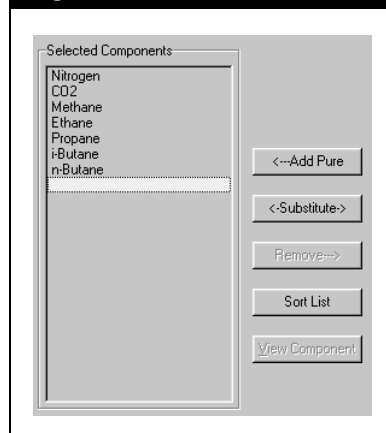 Selected Components
Nitrogen
CO2
Methane
Ethane
Propane
i-Butane
n-Butane
<---Add Pure
<-Substitute->
Remove--->
Sort List
View Component